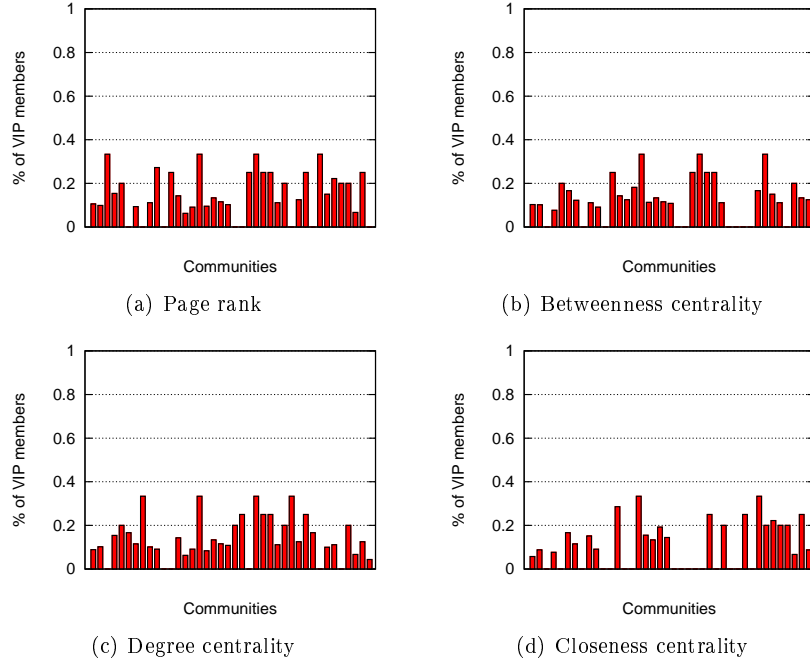 1
0.8
0.6
0.4
0.2
0
% of VIP members
Communities
(a) Page rank
1
0.8
0.6
0.4
0.2
0
% of VIP members
Communities
(b) Betweenness centrality
1
0.8
0.6
0.4
0.2
0
% of VIP members
Communities
(c) Degree centrality
1
0.8
0.6
0.4
0.2
0
% of VIP members
Communities
(d) Closeness centrality